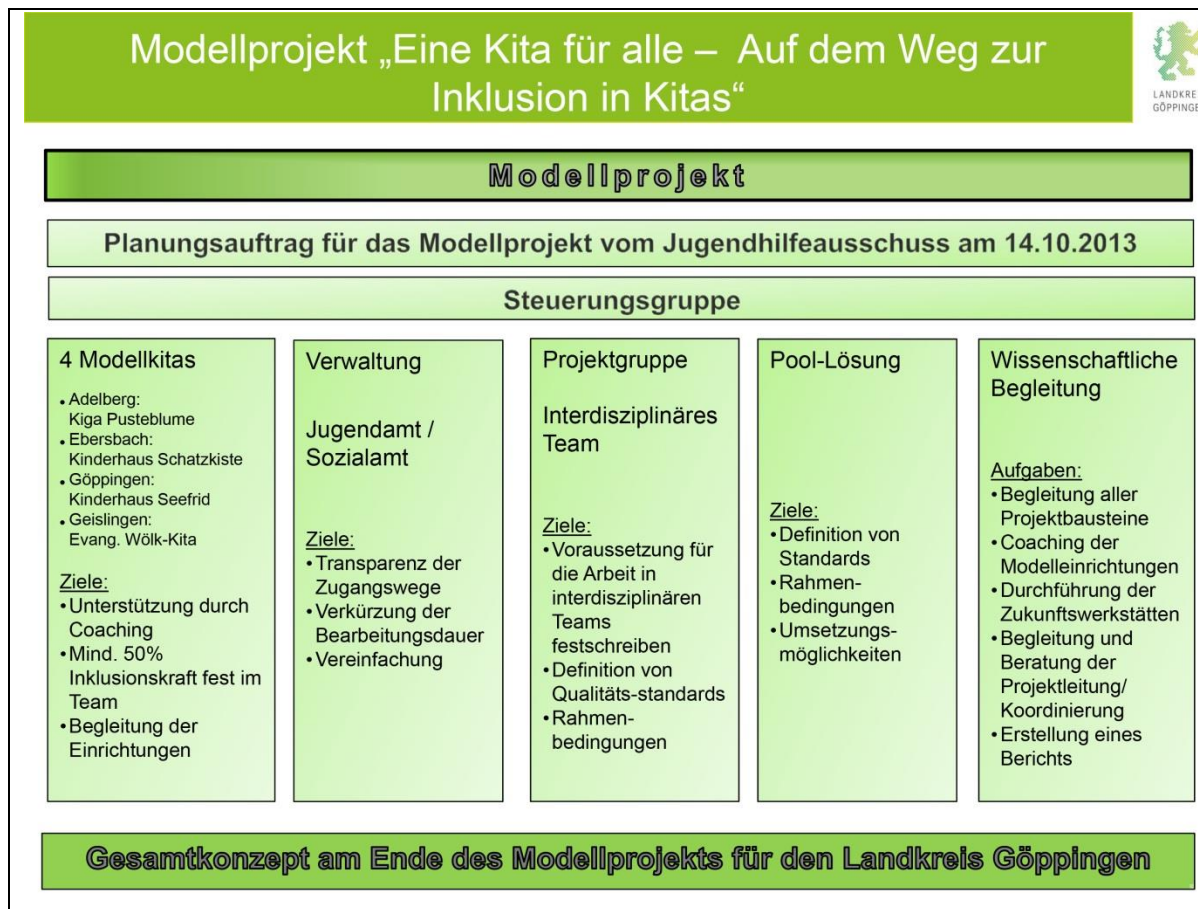 Modellprojekt „Eine Kita für alle – Auf dem Weg zur
Inklusion in Kitas“
LANDKRE
GÖPPINGE
Modellprojekt
Planungsauftrag für das Modellprojekt vom Jugendhilfeausschuss am 14.10.2013
Steuerungsgruppe
4 Modellkitas
• Adelberg:
Kiga Pusteblume
• Ebersbach:
Kinderhaus Schatzkiste
• Göppingen:
Kinderhaus Seefrid
• Geislingen:
Evang. Wölk-Kita
Ziele:
• Unterstützung durch
Coaching
• Mind. 50%
Inklusionskraft fest im
Team
• Begleitung der
Einrichtungen
Verwaltung
Jugendamt /
Sozialamt
Ziele:
• Transparenz der
Zugangswege
• Verkürzung der
Bearbeitungsdauer
• Vereinfachung
Projektgruppe
Interdisziplinäres
Team
Ziele:
• Voraussetzung für
die Arbeit in
interdisziplinären
Teams
festschreiben
• Definition von
Qualitäts-standards
• Rahmen-
bedingungen
Pool-Lösung
Ziele:
• Definition von
Standards
• Rahmen-
bedingungen
• Umsetzungs-
möglichkeiten
Wissenschaftliche
Begleitung
Aufgaben:
• Begleitung aller
Projektbausteine
• Coaching der
Modelleinrichtungen
• Durchführung der
Zukunftswerkstätten
• Begleitung und
Beratung der
Projektleitung/
Koordinierung
• Erstellung eines
Berichts
Gesamtkonzept am Ende des Modellprojekts für den Landkreis Göppingen